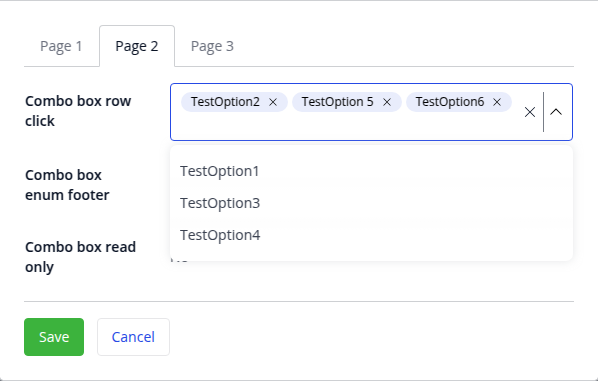 Page 1 Page 2 Page 3
Combo box row
click
TestOption2 TestOption 5 TestOption6
TestOption1
Combo box
enum footer
TestOption3
TestOption4
Combo box read
only
Save Cancel